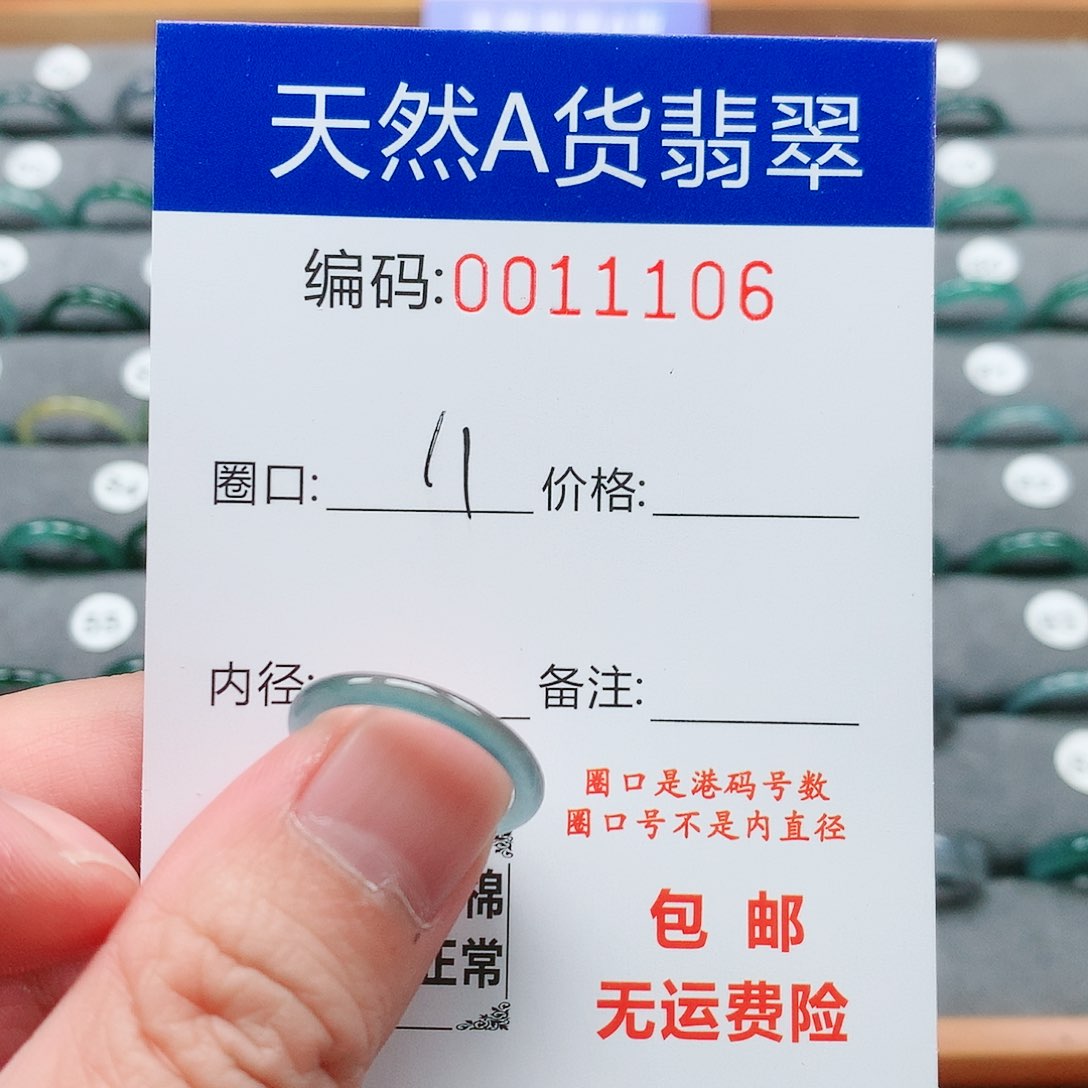 天然A货翡翠
编码:0011106
圈口: 11 价格:
内径: 备注:
圈口是港码号数
圈口号不是内直径
棉
正常
包 邮
无运费险
55